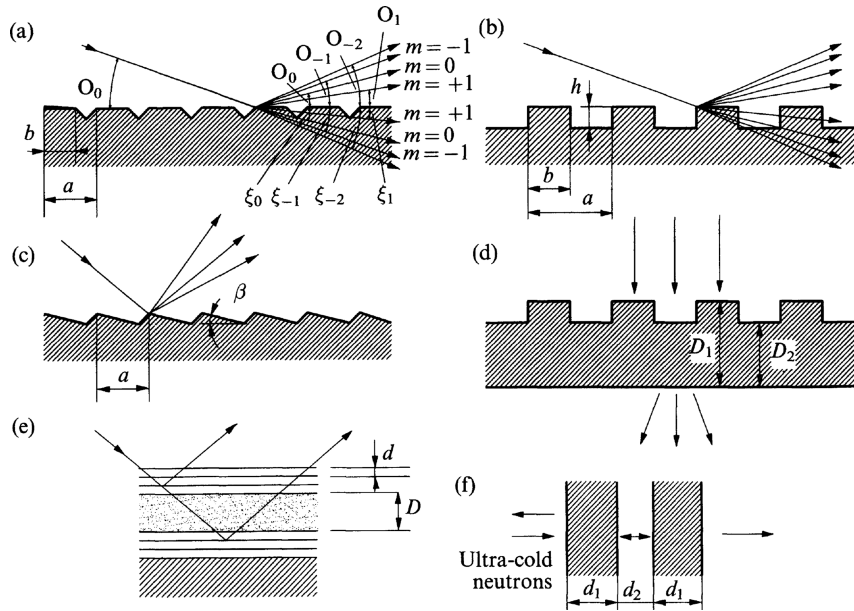 (a)
O₁
O₋₂
O₋₁
O₀
O₀
m = −1
m = 0
m = +1
m = +1
m = 0
m = −1
b
a
ξ₀ ξ₋₁ ξ₋₂ ξ₁
(b)
h
b
a
(c)
β
a
(d)
D₁ D₂
(e)
d
D
(f)
Ultra-cold
neutrons
d₁ d₂ d₁